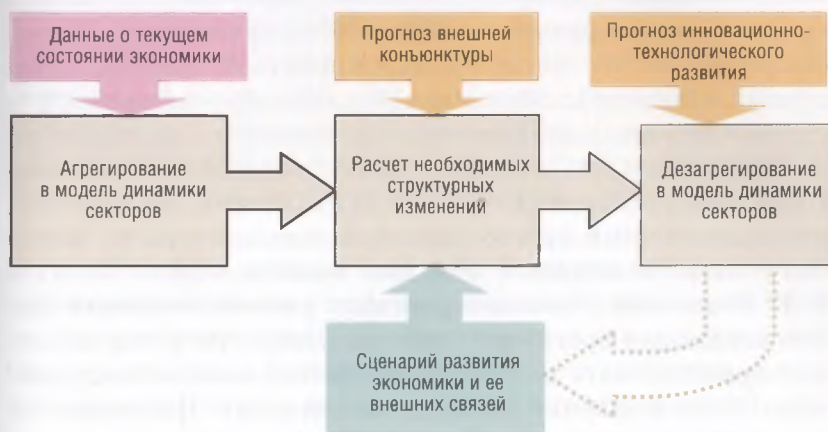 Данные о текущем
состоянии экономики
Прогноз внешней
конъюнктуры
Прогноз инновационно-
технологического
развития
Агрегирование
в модель динамики
секторов
Расчет необходимых
структурных
изменений
Дезагрегирование
в модель динамики
секторов
Сценарий развития
экономики и ее
внешних связей